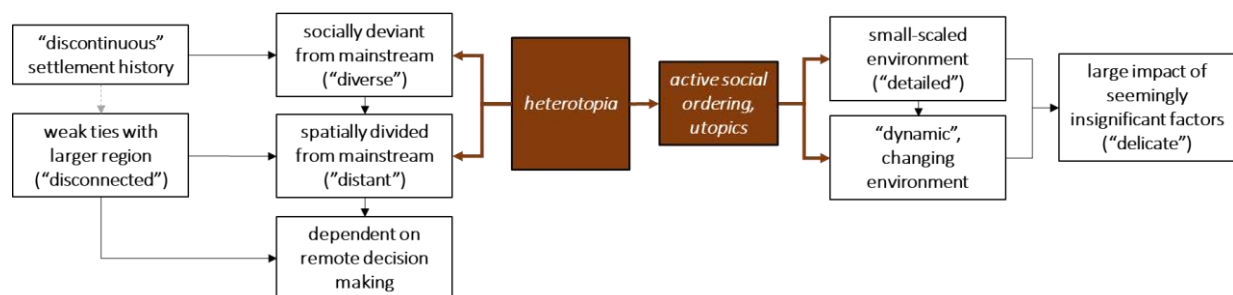 “discontinuous”
settlement history
weak ties with
larger region
(“disconnected”)
socially deviant
from mainstream
(“diverse”)
spatially divided
from mainstream
(”distant”)
dependent on
remote decision
making
heterotopia
active social
ordering,
utopics
small-scaled
environment
(“detailed”)
“dynamic”,
changing
environment
large impact of
seemingly
insignificant factors
(“delicate”)